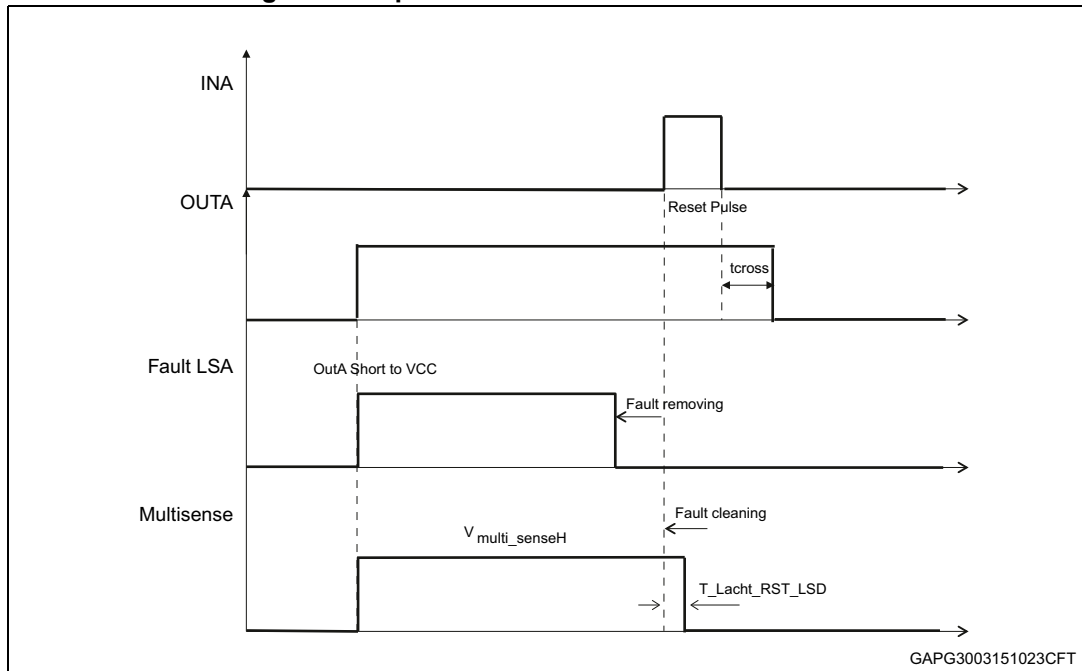 INA
OUTA
Reset Pulse
tcross
Fault LSA
OutA Short to VCC
Fault removing
Multisense
Fault cleaning
V multi_senseH
T_Lacht_RST_LSD
GAPG3003151023CFT